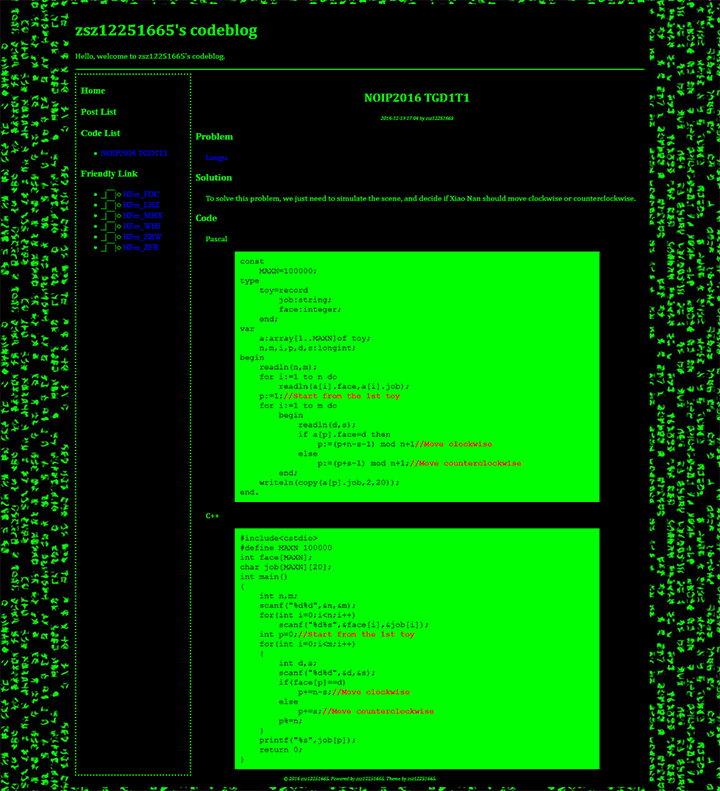 zsz12251665's codeblog
Hello, welcome to zsz12251665's codeblog.
Home
Post List
Code List
NOIP2016 TGD1T1
Friendly Link
HFes_FDC
HFes_LHZ
HFes_MHX
HFes_WHJ
HFes_ZBW
HFes_ZFR
NOIP2016 TGD1T1
2016-12-19 17:04 by zsz12251665
Problem
Luogu
Solution
To solve this problem, we just need to simulate the scene, and decide if Xiao Nan should move clockwise or counterclockwise.
Code
Pascal
const
MAXN=100000;
type
toy=record
job:string;
face:integer;
end;
var
a:array[1..MAXN]of toy;
n,m,i,p,d,s:longint;
begin
readln(n,m);
for i:=1 to n do
readln(a[i].face,a[i].job);
p:=1;//Start from the 1st toy
for i:=1 to m do
begin
readln(d,s);
if a[p].face=d then
p:=(p+n-s-1) mod n+1//Move clockwise
else
p:=(p+s-1) mod n+1;//Move counterclockwise
end;
writeln(copy(a[p].job,2,20));
end.
C++
#include<cstdio>
#define MAXN 100000
int face[MAXN];
char job[MAXN][20];
int main()
{
int n,m;
scanf("%d%d",&n,&m);
for(int i=0;i<n;i++)
scanf("%d%s",&face[i],&job[i]);
int p=0;//Start from the 1st toy
for(int i=0;i<m;i++)
{
int d,s;
scanf("%d%d",&d,&s);
if(face[p]==d)
p+=n-s;//Move clockwise
else
p+=s;//Move counterclockwise
p%=n;
}
printf("%s",job[p]);
return 0;
}
© 2016 zsz12251665. Powered by zsz12251665. Theme by zsz12251665.